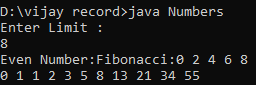 D:\vijay record>java Numbers
Enter Limit :
8
Even Number:Fibonacci:0 2 4 6 8
0 1 1 2 3 5 8 13 21 34 55